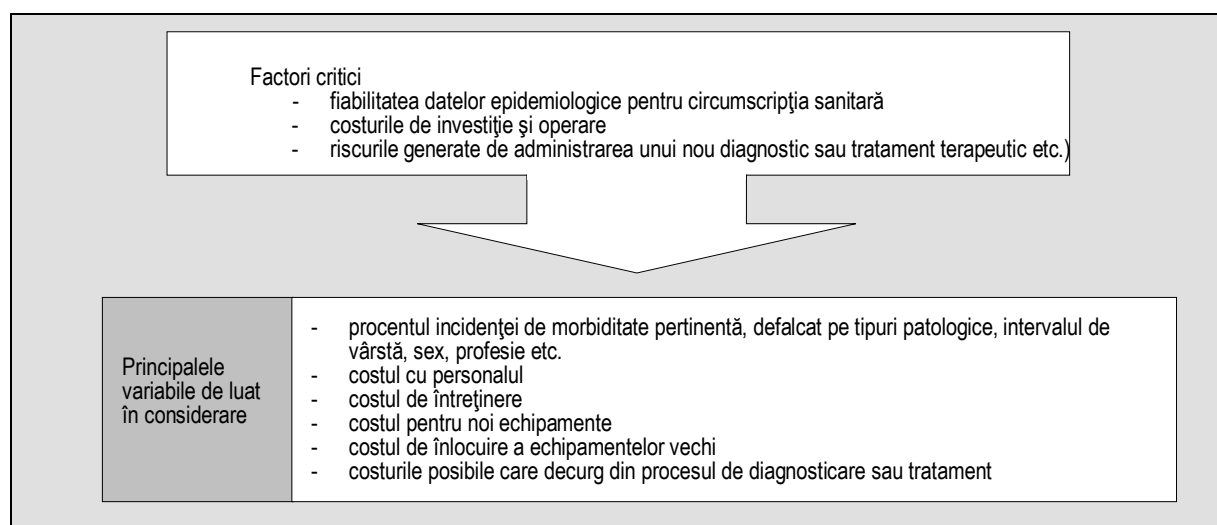 Factori critici
- fiabilitatea datelor epidemiologice pentru circumscripţia sanitară
- costurile de investiţie şi operare
- riscurile generate de administrarea unui nou diagnostic sau tratament terapeutic etc.)
Principalele
variabile de luat
în considerare
- procentul incidenţei de morbiditate pertinentă, defalcat pe tipuri patologice, intervalul de
vârstă, sex, profesie etc.
- costul cu personalul
- costul de întreţinere
- costul pentru noi echipamente
- costul de înlocuire a echipamentelor vechi
- costurile posibile care decurg din procesul de diagnosticare sau tratament